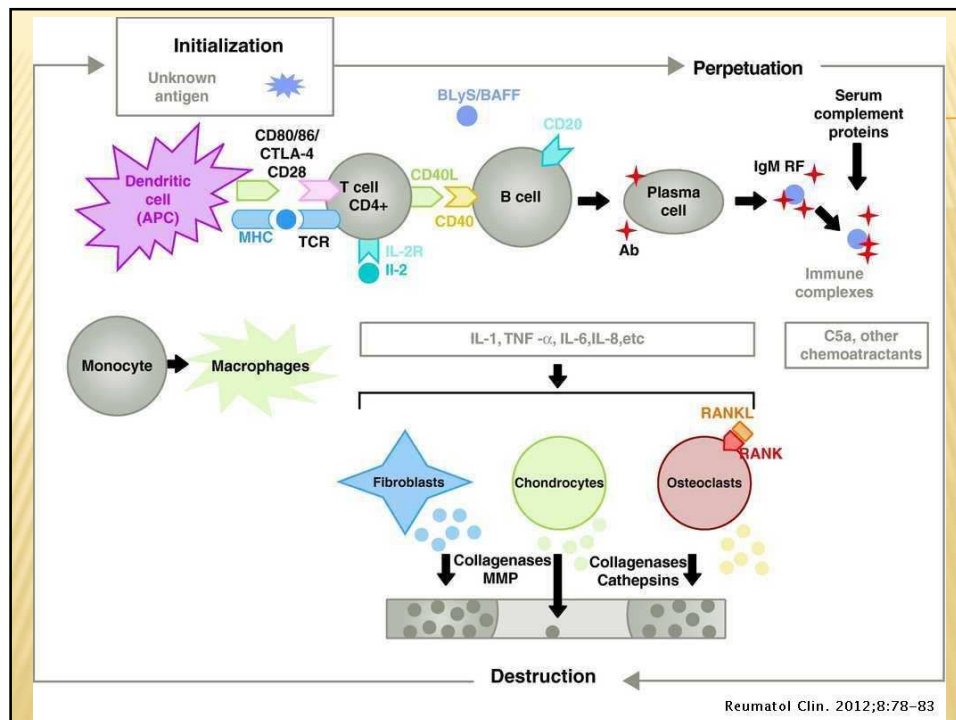 Initialization
Unknown
antigen
Perpetuation
BLyS/BAFF
Serum
complement
proteins
CD20
CD80/86/
CTLA-4
CD28
IgM RF
Dendritic
cell
(APC)
T cell
CD4+
CD40L
B cell
Plasma
cell
CD40
MHC
TCR
Ab
IL-2R
Il-2
Immune
complexes
IL-1, TNF -α, IL-6,IL-8,etc
C5a, other
chemoatractants
Monocyte
Macrophages
RANKL
RANK
Fibroblasts
Chondrocytes
Osteoclasts
Collagenases
MMP
Collagenases
Cathepsins
Destruction
Reumatol Clin. 2012;8:78-83